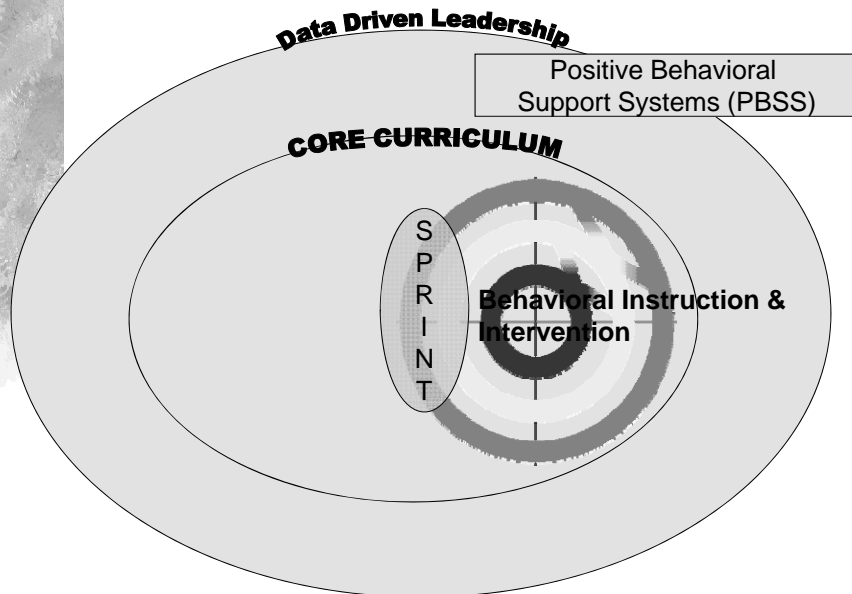 Data Driven Leadership
Positive Behavioral
Support Systems (PBSS)
CORE CURRICULUM
S
P
R
I
N
T
Behavioral Instruction &
Intervention